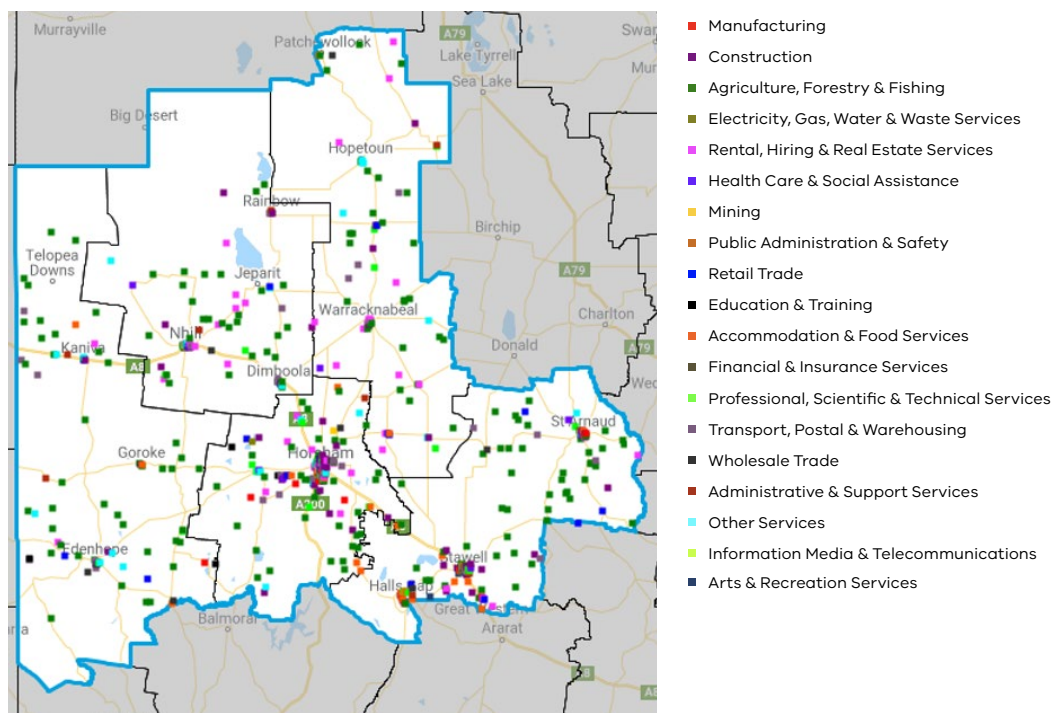 Murrayville
Patchewollock
A79
Lake Tyrrell
Sea Lake
Big Desert
Hopetoun
Rainbow
Birchip
Telopea
Downs
Jeparit
A79
Warracknabeal
Charlton
Nhill
Kaniva
Donald
A79
A8
Dimboola
St Arnaud
Goroke
Horsham
A200
Edenhope
Stawell
Halls Gap
Great Western
Balmoral
Ararat
Manufacturing
Construction
Agriculture, Forestry & Fishing
Electricity, Gas, Water & Waste Services
Rental, Hiring & Real Estate Services
Health Care & Social Assistance
Mining
Public Administration & Safety
Retail Trade
Education & Training
Accommodation & Food Services
Financial & Insurance Services
Professional, Scientific & Technical Services
Transport, Postal & Warehousing
Wholesale Trade
Administrative & Support Services
Other Services
Information Media & Telecommunications
Arts & Recreation Services